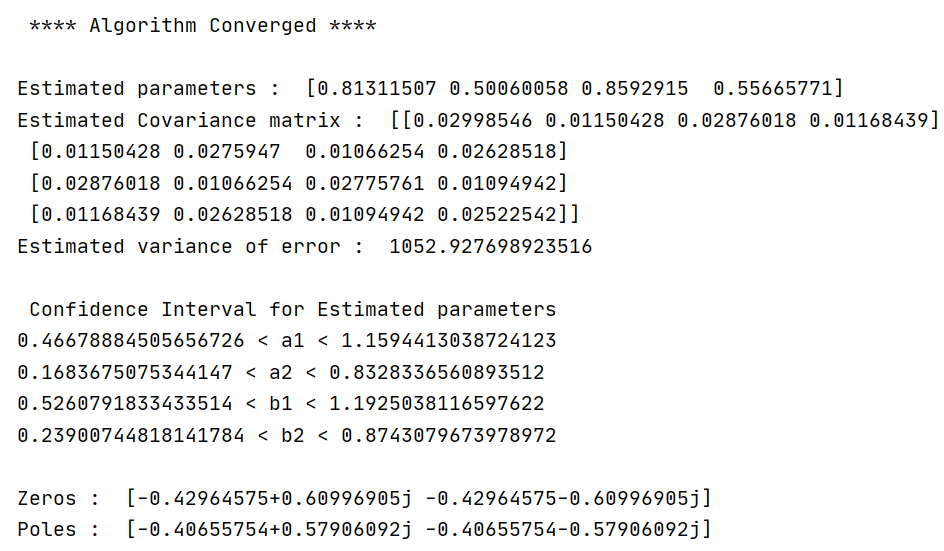 **** Algorithm Converged ****
Estimated parameters :  [0.81311507 0.50060058 0.8592915  0.55665771]
Estimated Covariance matrix :  [[0.02998546 0.01150428 0.02876018 0.01168439]
[0.01150428 0.0275947  0.01066254 0.02628518]
[0.02876018 0.01066254 0.02775761 0.01094942]
[0.01168439 0.02628518 0.01094942 0.02522542]]
Estimated variance of error :  1052.927698923516
Confidence Interval for Estimated parameters
0.46678884505656726 < a1 < 1.1594413038724123
0.1683675075344147 < a2 < 0.8328336560893512
0.5260791833433514 < b1 < 1.1925038116597622
0.23900744818141784 < b2 < 0.8743079673978972
Zeros :  [-0.42964575+0.60996905j -0.42964575-0.60996905j]
Poles :  [-0.40655754+0.57906092j -0.40655754-0.57906092j]